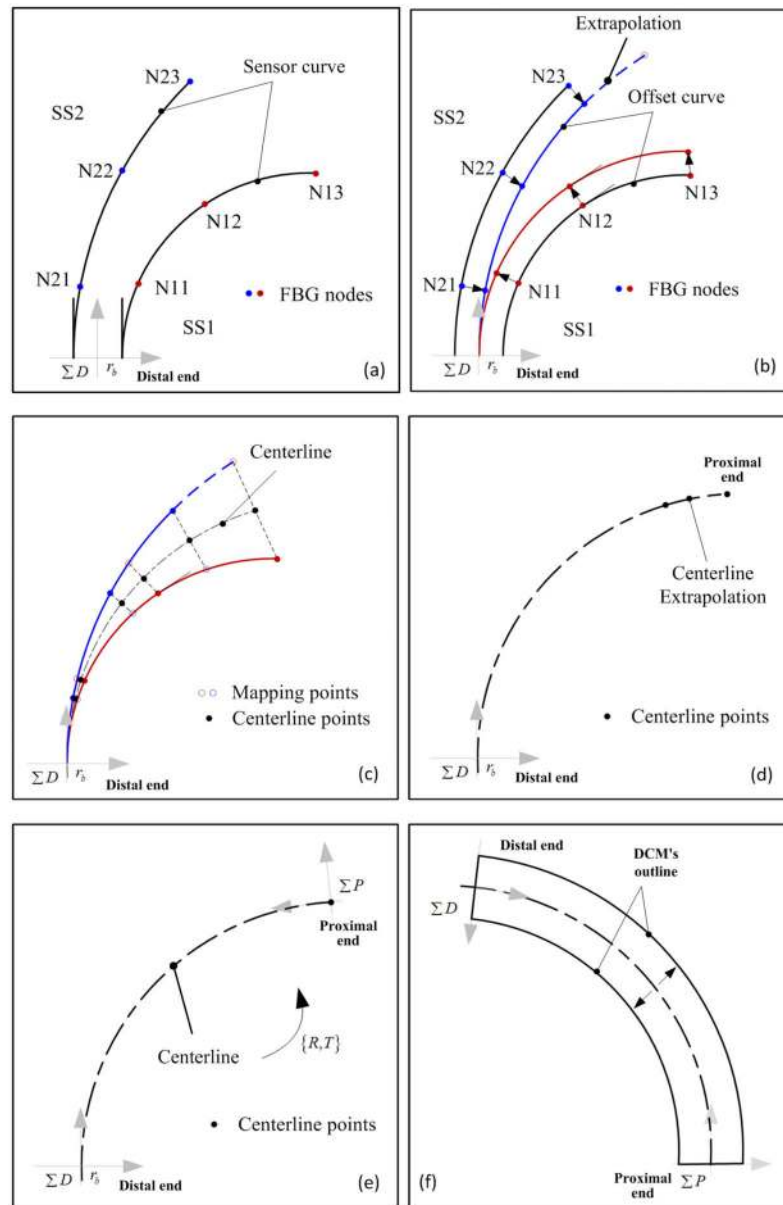 N23
Sensor curve
SS2
N22
N13
N12
N21
N11
FBG nodes
SS1
ΣD
r_b
Distal end
(a)
Extrapolation
N23
Offset curve
SS2
N22
N13
N12
N21
N11
FBG nodes
SS1
ΣD
r_b
Distal end
(b)
Centerline
Mapping points
Centerline points
ΣD
r_b
Distal end
(c)
Proximal
end
Centerline
Extrapolation
Centerline points
ΣD
r_b
Distal end
(d)
ΣP
Proximal
end
Centerline
{R,T}
Centerline points
ΣD
r_b
Distal end
(e)
Distal end
DCM's
outline
ΣD
Proximal
end
ΣP
(f)